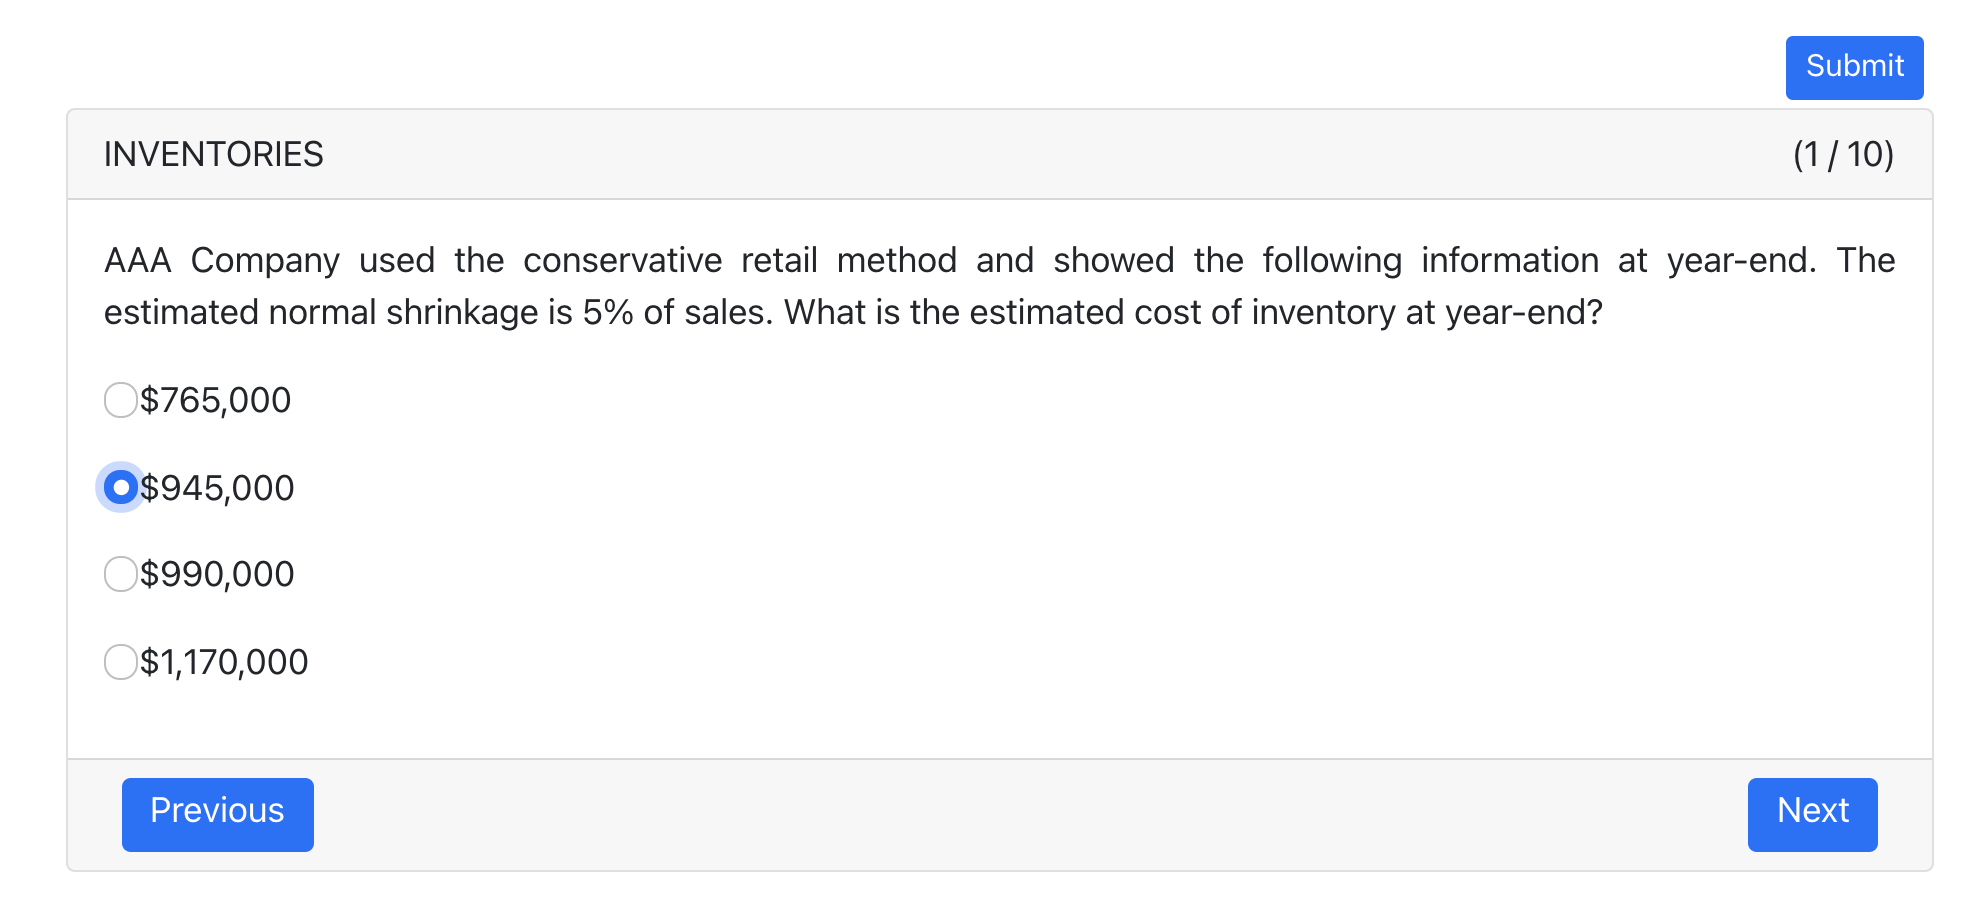 Submit
INVENTORIES
(1 / 10)
AAA Company used the conservative retail method and showed the following information at year-end. The
estimated normal shrinkage is 5% of sales. What is the estimated cost of inventory at year-end?
$765,000
$945,000
$990,000
$1,170,000
Previous
Next